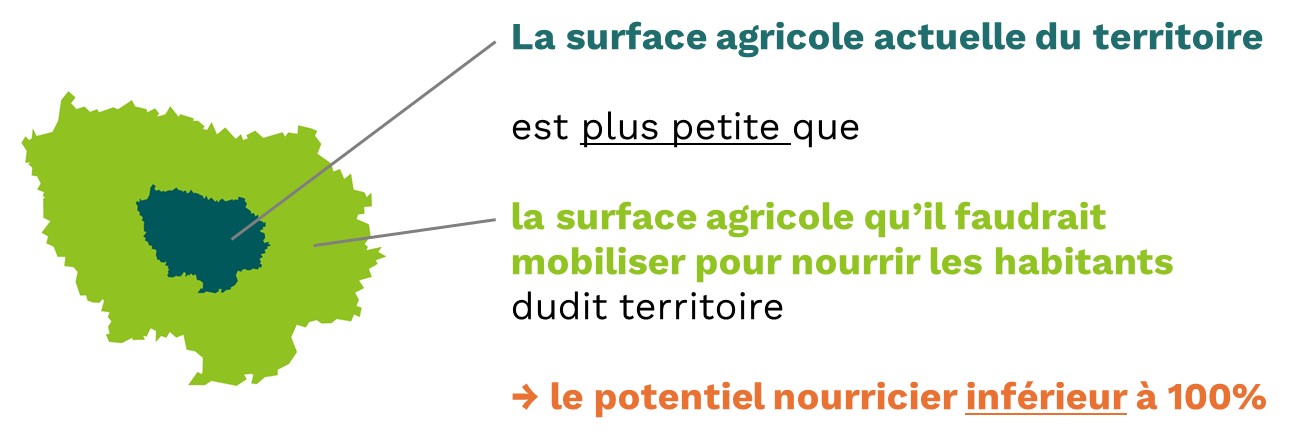 La surface agricole actuelle du territoire
est plus petite que
la surface agricole qu’il faudrait
mobiliser pour nourrir les habitants
dudit territoire
→ le potentiel nourricier inférieur à 100%